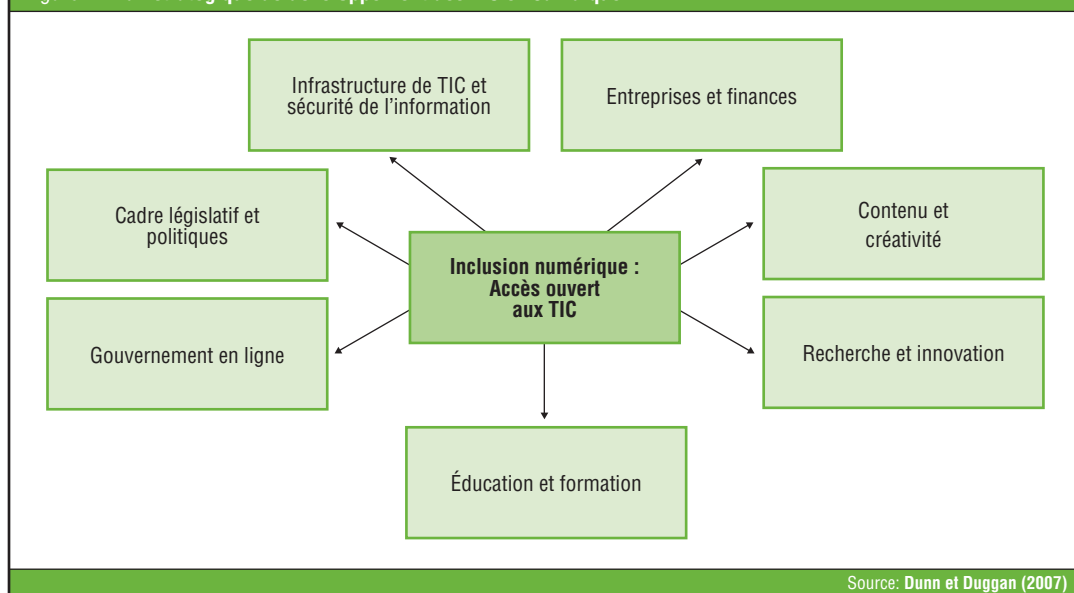 Infrastructure de TIC et
sécurité de l'information
Entreprises et finances
Cadre législatif et
politiques
Contenu et
créativité
Inclusion numérique :
Accès ouvert
aux TIC
Gouvernement en ligne
Recherche et innovation
Éducation et formation
Source: Dunn et Duggan (2007)